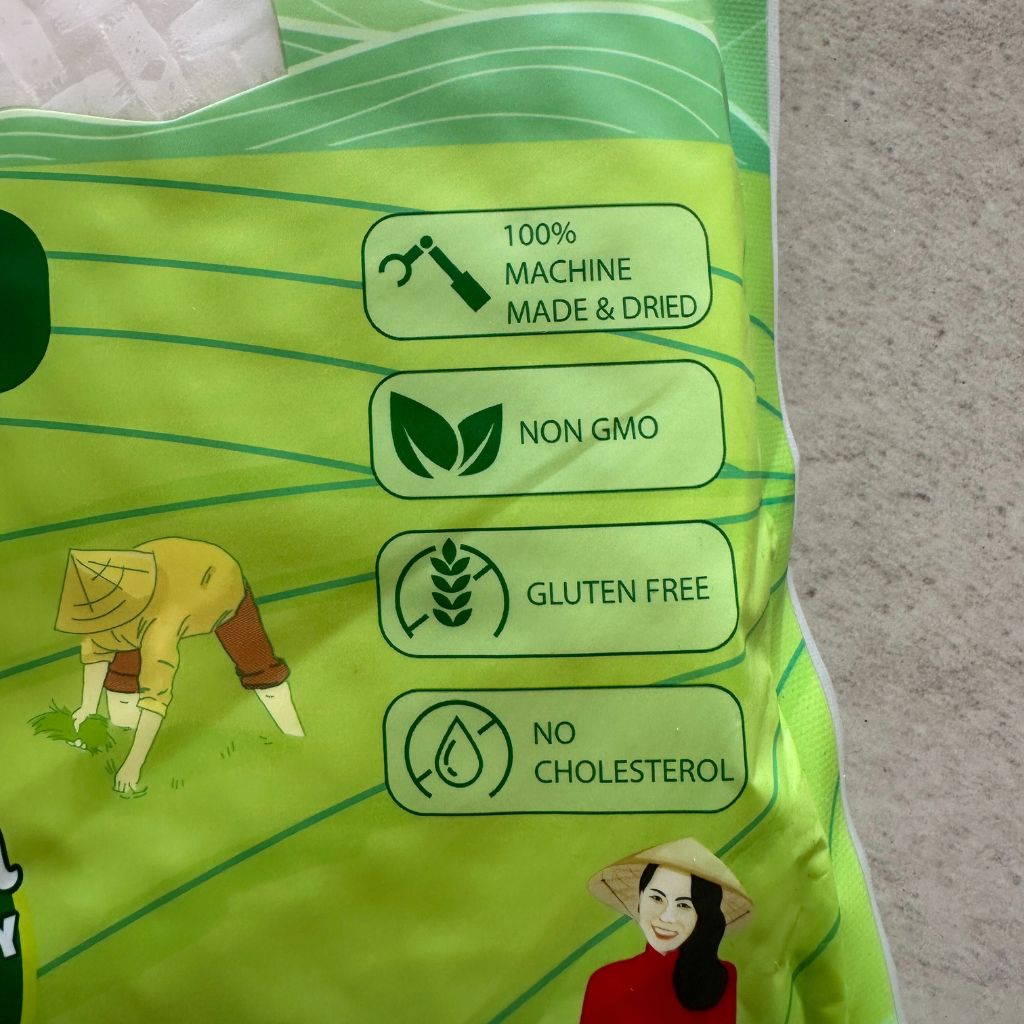 100%
MACHINE
MADE & DRIED
NON GMO
GLUTEN FREE
NO
CHOLESTEROL
Y